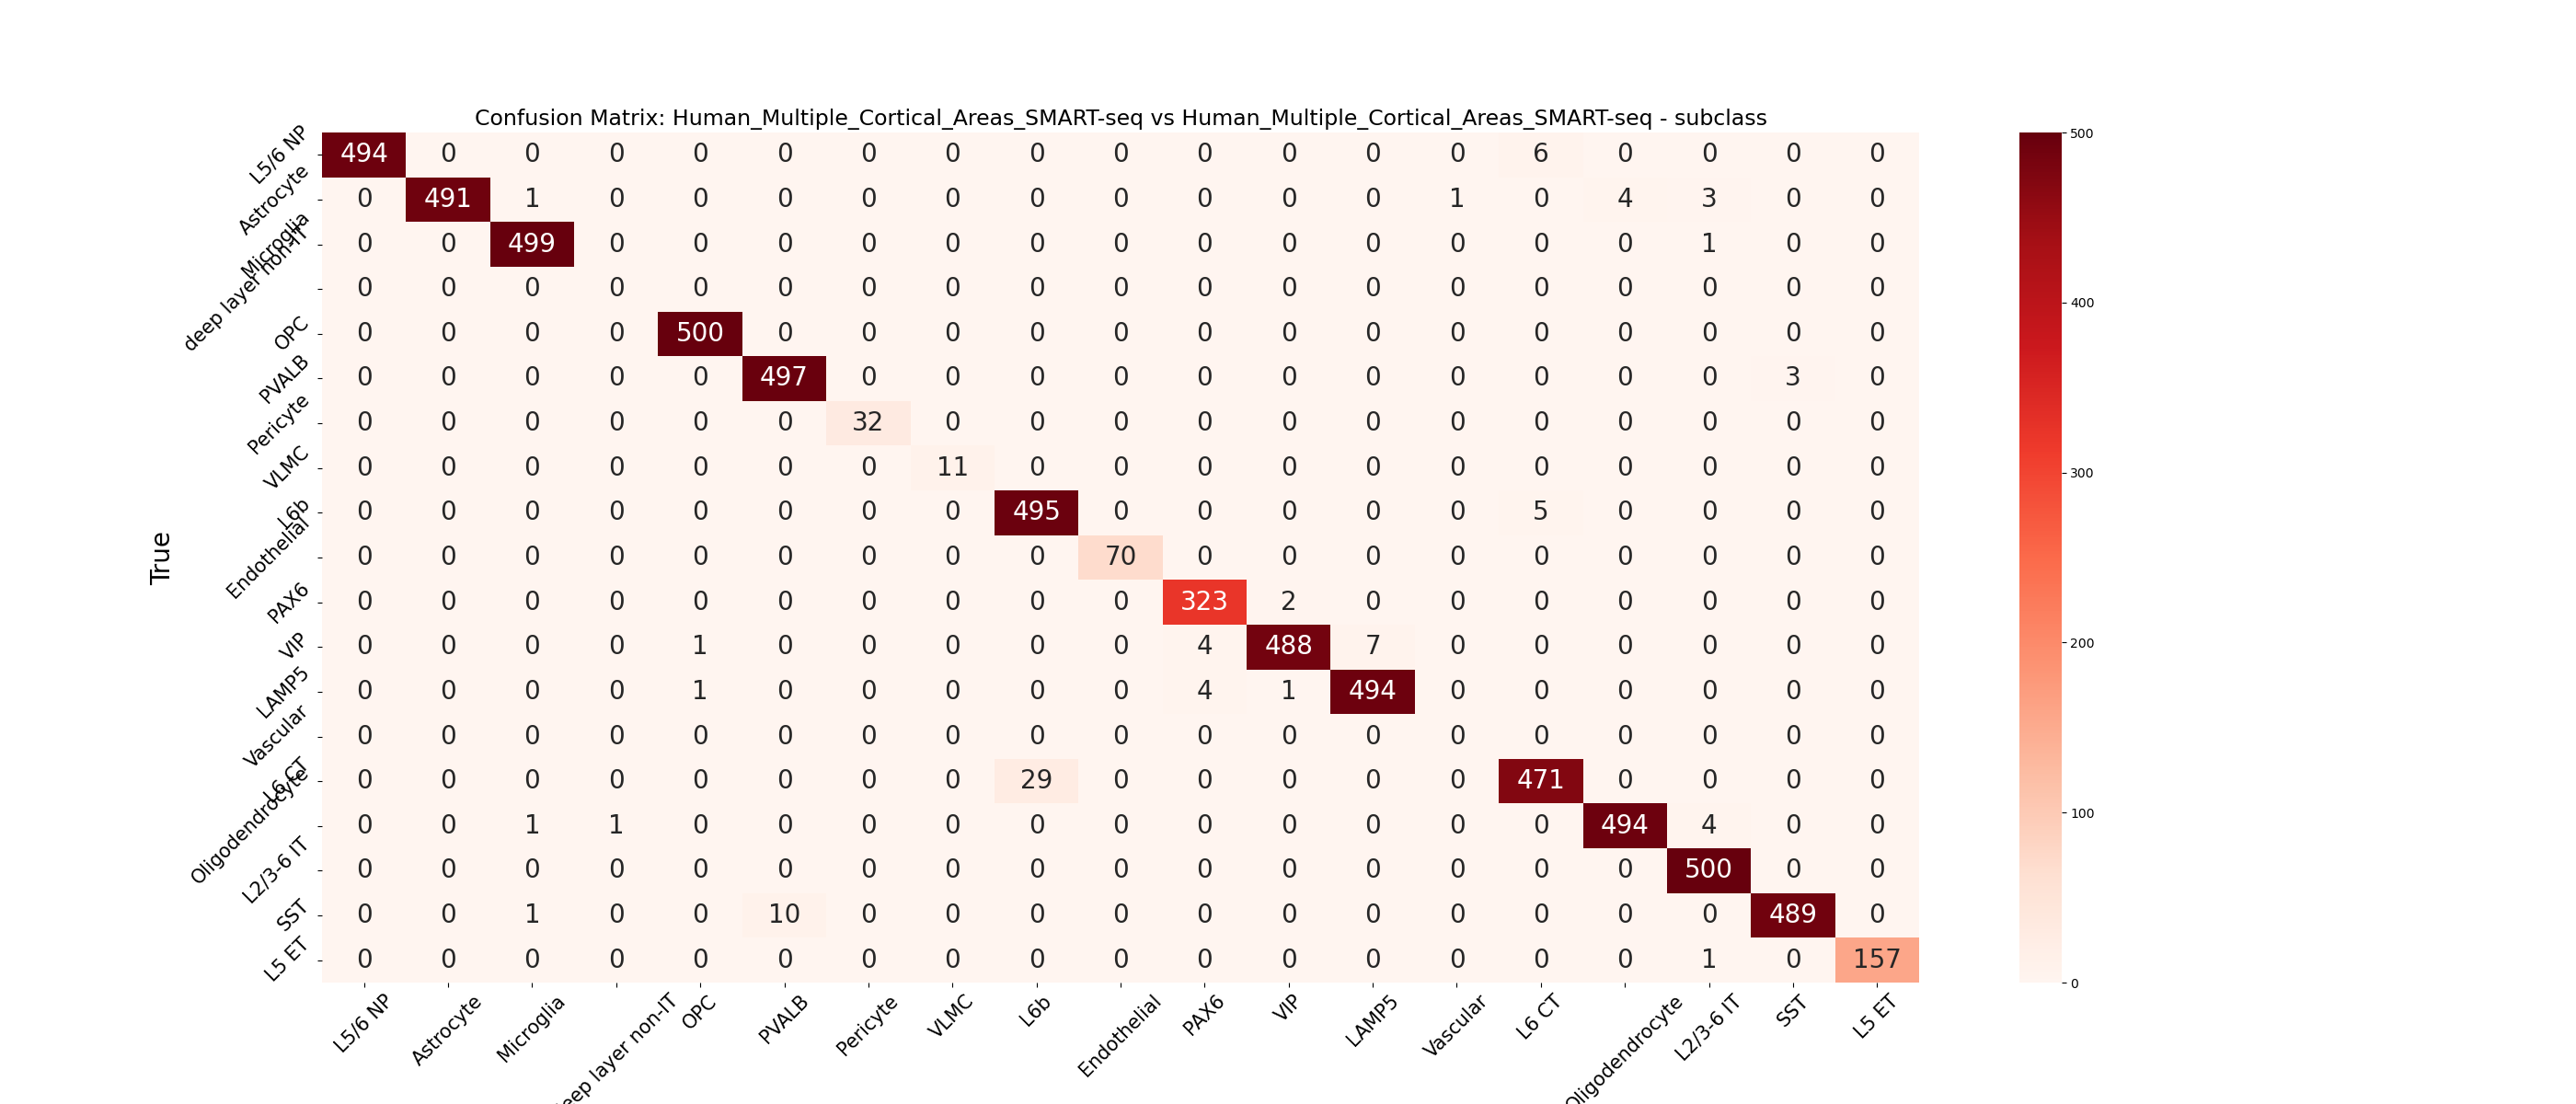 Confusion Matrix: Human_Multiple_Cortical_Areas_SMART-seq vs Human_Multiple_Cortical_Areas_SMART-seq - subclass
True
L5/6 NP 494 0 0 0 0 0 0 0 0 0 0 0 0 0 6 0 0 0 0
Astrocyte 0 491 1 0 0 0 0 0 0 0 0 0 0 1 0 4 3 0 0
Microglia 0 0 499 0 0 0 0 0 0 0 0 0 0 0 0 0 1 0 0
deep layer non-IT 0 0 0 0 0 0 0 0 0 0 0 0 0 0 0 0 0 0 0
OPC 0 0 0 0 500 0 0 0 0 0 0 0 0 0 0 0 0 0 0
PVALB 0 0 0 0 0 497 0 0 0 0 0 0 0 0 0 0 0 3 0
Pericyte 0 0 0 0 0 0 32 0 0 0 0 0 0 0 0 0 0 0 0
VLMC 0 0 0 0 0 0 0 11 0 0 0 0 0 0 0 0 0 0 0
L6b 0 0 0 0 0 0 0 0 495 0 0 0 0 0 5 0 0 0 0
Endothelial 0 0 0 0 0 0 0 0 0 70 0 0 0 0 0 0 0 0 0
PAX6 0 0 0 0 0 0 0 0 0 0 323 2 0 0 0 0 0 0 0
VIP 0 0 0 0 1 0 0 0 0 0 4 488 7 0 0 0 0 0 0
LAMP5 0 0 0 0 1 0 0 0 0 0 4 1 494 0 0 0 0 0 0
Vascular 0 0 0 0 0 0 0 0 0 0 0 0 0 0 0 0 0 0 0
L6 CT 0 0 0 0 0 0 0 0 29 0 0 0 0 0 471 0 0 0 0
Oligodendrocyte 0 0 1 1 0 0 0 0 0 0 0 0 0 0 0 494 4 0 0
L2/3-6 IT 0 0 0 0 0 0 0 0 0 0 0 0 0 0 0 0 500 0 0
SST 0 0 1 0 0 10 0 0 0 0 0 0 0 0 0 0 0 489 0
L5 ET 0 0 0 0 0 0 0 0 0 0 0 0 0 0 0 0 1 0 157
L5/6 NP Astrocyte Microglia eep layer non-IT OPC PVALB Pericyte VLMC L6b Endothelial PAX6 VIP LAMP5 Vascular L6 CT Oligodendrocyte L2/3-6 IT SST L5 ET
500
400
300
200
100
0